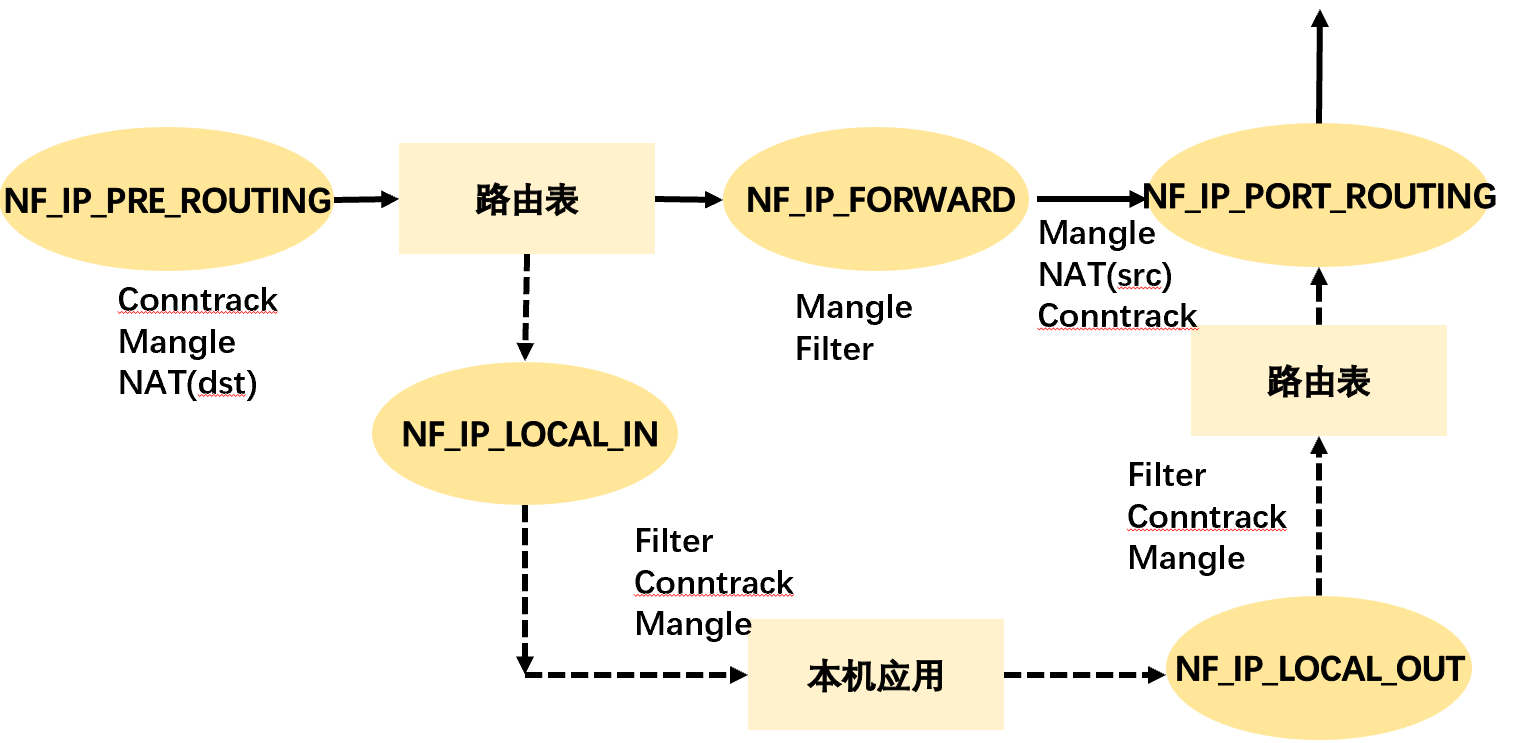 NF_IP_PRE_ROUTING
路由表
NF_IP_FORWARD
NF_IP_PORT_ROUTING
Conntrack
Mangle
NAT(dst)
Mangle
Filter
Mangle
NAT(src)
Conntrack
路由表
NF_IP_LOCAL_IN
Filter
Conntrack
Mangle
Filter
Conntrack
Mangle
本机应用
NF_IP_LOCAL_OUT